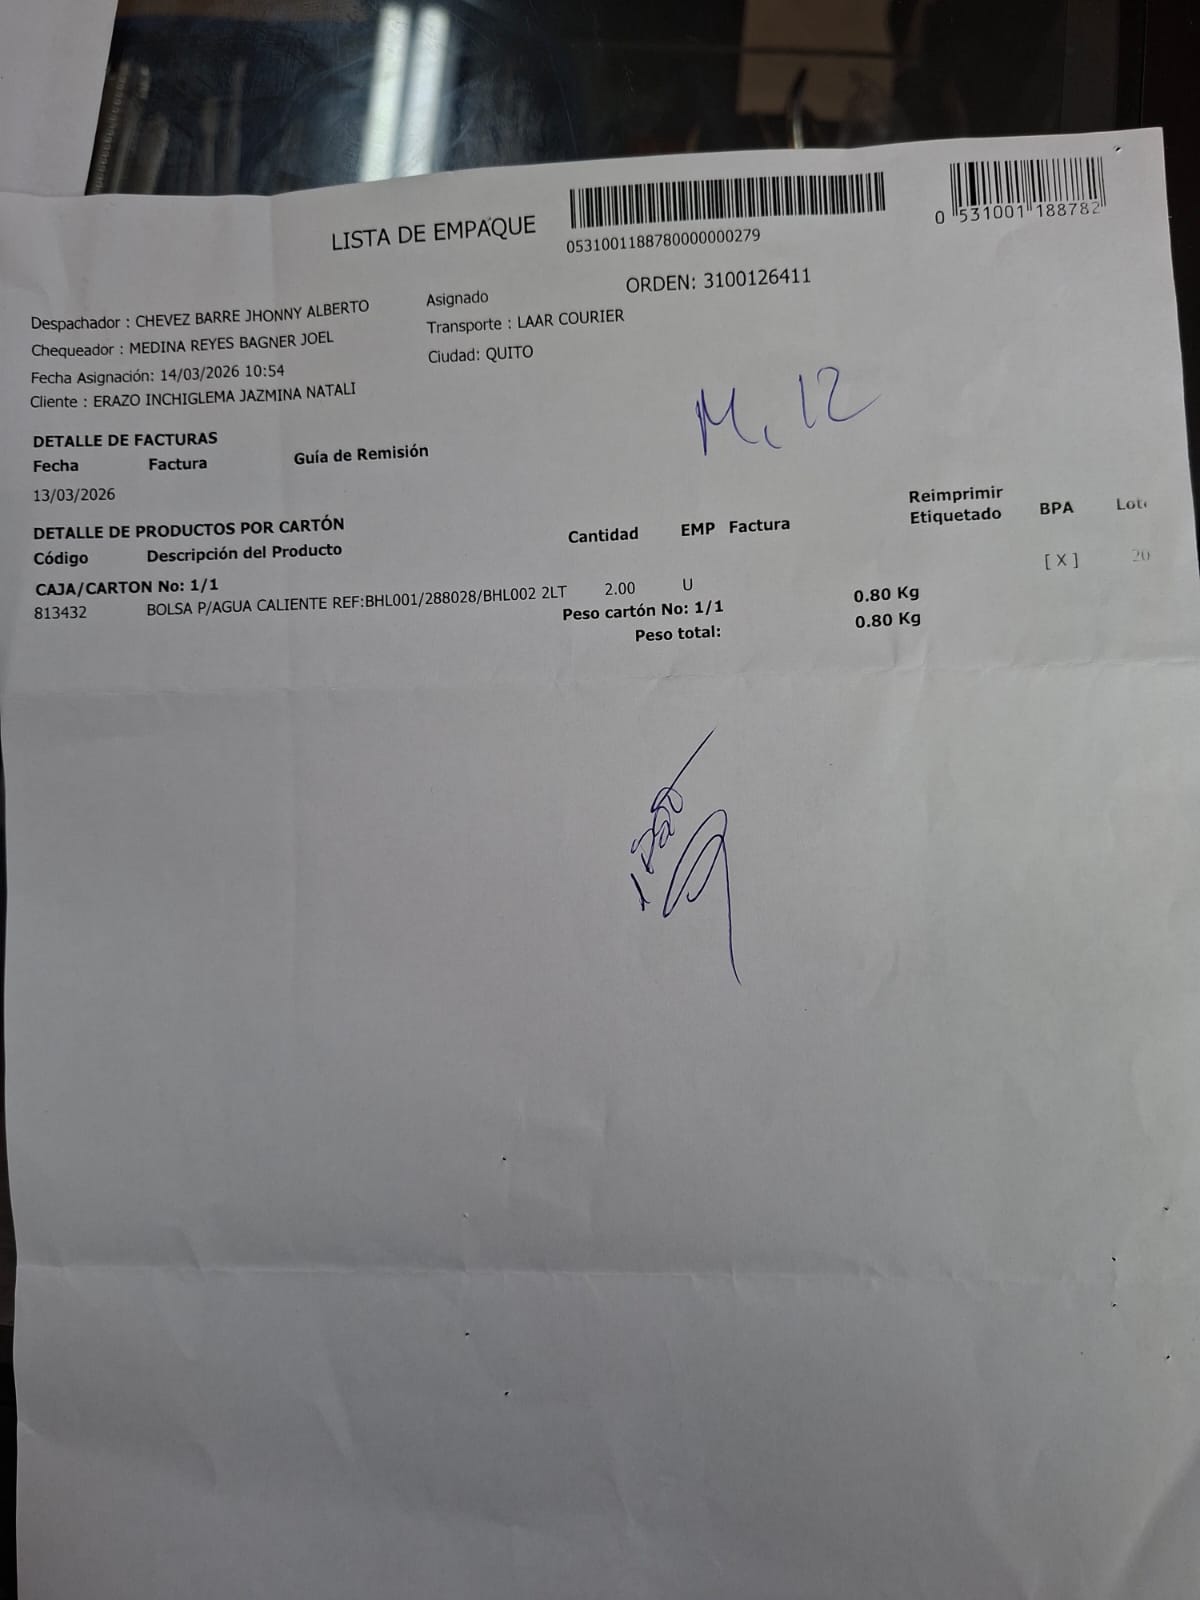 LISTA DE EMPAQUE
0531001188780000000279
0 531001 188782
ORDEN: 3100126411
Despachador : CHEVEZ BARRE JHONNY ALBERTO
Asignado
Chequeador : MEDINA REYES BAGNER JOEL
Transporte : LAAR COURIER
Fecha Asignación: 14/03/2026 10:54
Ciudad: QUITO
Cliente : ERAZO INCHIGLEMA JAZMINA NATALI
M. 12
DETALLE DE FACTURAS
Fecha Factura Guía de Remisión
13/03/2026
DETALLE DE PRODUCTOS POR CARTÓN
Código Descripción del Producto Cantidad EMP Factura Reimprimir Etiquetado BPA Lote
CAJA/CARTON No: 1/1
813432 BOLSA P/AGUA CALIENTE REF:BHL001/288028/BHL002 2LT 2.00 U [ X ] 20
Peso cartón No: 1/1 0.80 Kg
Peso total: 0.80 Kg